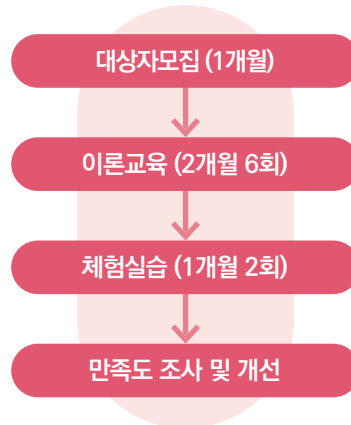 대상자모집 (1개월)
이론교육 (2개월 6회)
체험실습 (1개월 2회)
만족도 조사 및 개선